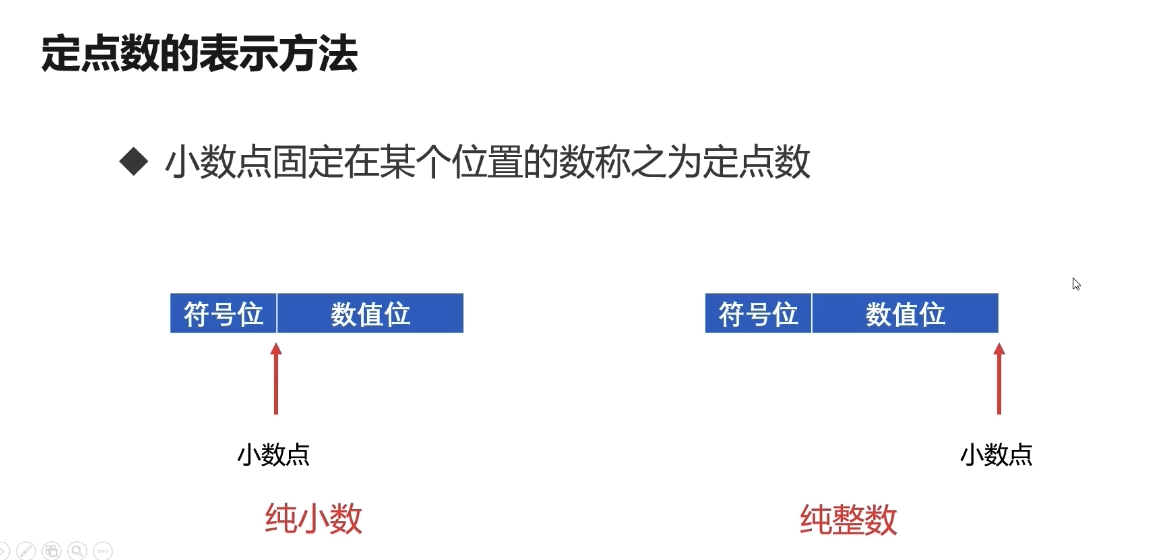 定点数的表示方法
◆ 小数点固定在某个位置的数称之为定点数
符号位 数值位
小数点
纯小数
符号位 数值位
小数点
纯整数